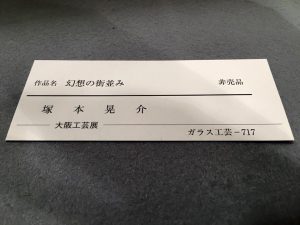 作品名 幻想の街並み 非売品
塚本晃介
大阪工芸展
ガラス工芸-717